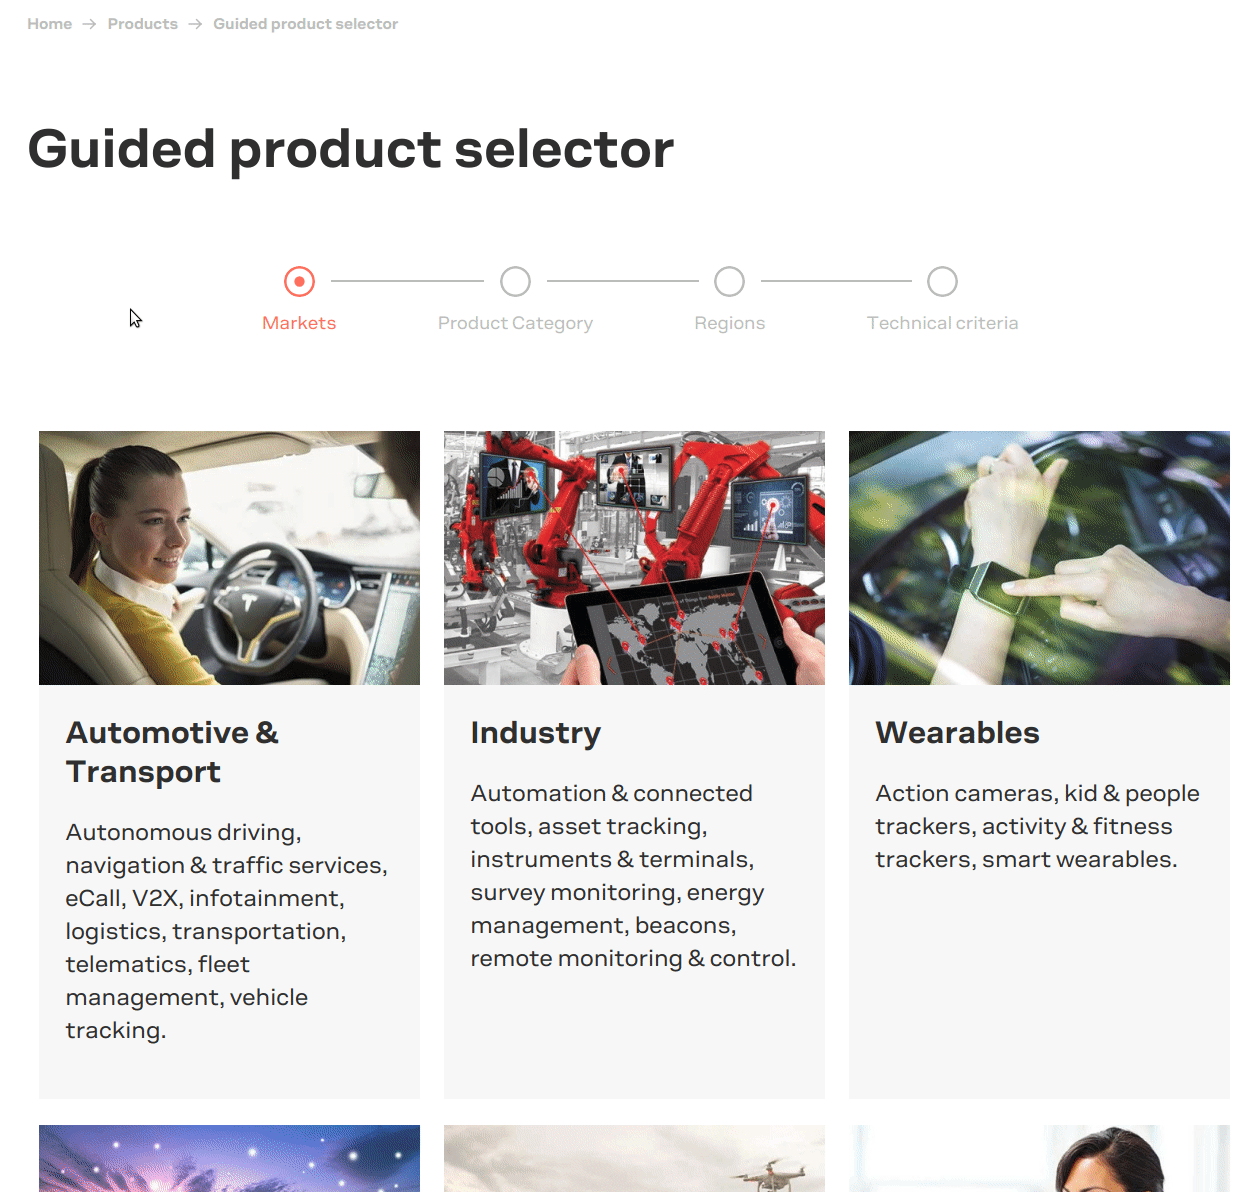 Home → Products → Guided product selector
Guided product selector
Markets
Product Category
Regions
Technical criteria
Automotive &
Transport
Autonomous driving,
navigation & traffic services,
eCall, V2X, infotainment,
logistics, transportation,
telematics, fleet
management, vehicle
tracking.
Industry
Automation & connected
tools, asset tracking,
instruments & terminals,
survey monitoring, energy
management, beacons,
remote monitoring & control.
Wearables
Action cameras, kid & people
trackers, activity & fitness
trackers, smart wearables.